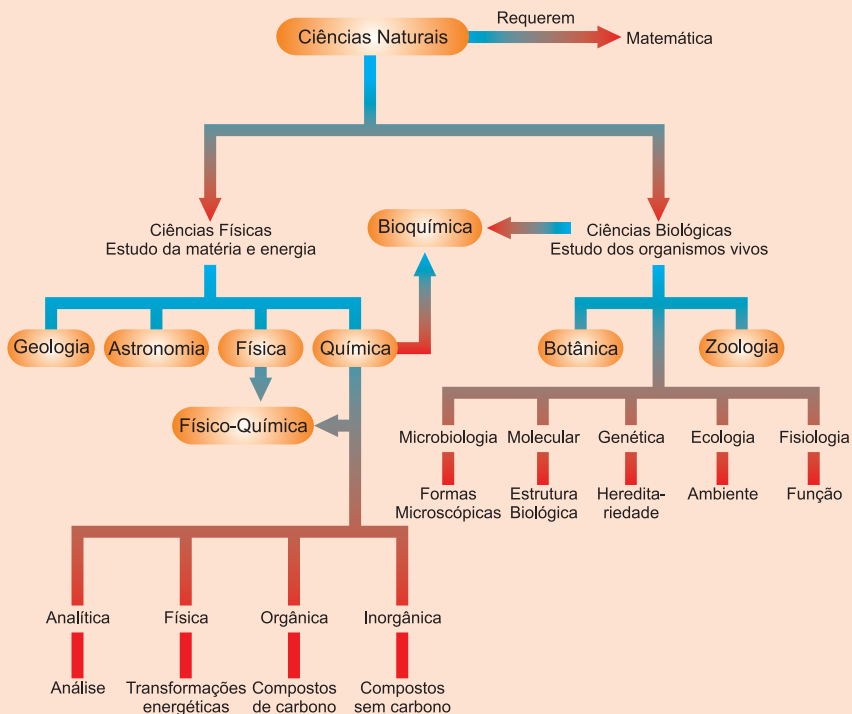 Requerem
Ciências Naturais
Matemática
Ciências Físicas
Estudo da matéria e energia
Bioquímica
Ciências Biológicas
Estudo dos organismos vivos
Geologia
Astronomia
Física
Química
Botânica
Zoologia
Físico-Química
Microbiologia
Molecular
Genética
Ecologia
Fisiologia
Formas
Microscópicas
Estrutura
Biológica
Heredita-
riedade
Ambiente
Função
Analítica
Física
Orgânica
Inorgânica
Análise
Transformações
energéticas
Compostos
de carbono
Compostos
sem carbono